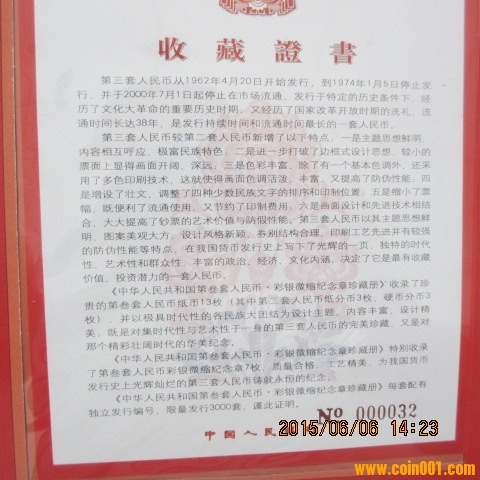 收藏證書
第三套人民币从1962年4月20日开始发行，到1974年1月5日停止发
行，并于2000年7月1日起停止在市场流通，发行于特定的历史条件下，经
历了文化大革命的重要历史时期，又经历了国家改革开放时期的洗礼，流
通时间长达38年，是发行持续时间和流通时间最长的一套人民币。
第三套人民币较第二套人民币新增了以下特点，一是主题思想鲜明，
内容相互呼应，极富民族特色，二是进一步打破了边框式设计思想，较小的
票面上显得画面开阔，深远，三是色彩丰富，除了有一个基本色调外，还采
用了多色印刷技术，这就使得画面色调活泼，丰力，又提高了防伪性能，四
是增设了壮文，调整了四种少数民族文字的排序和印制位置，五是缩小了票
幅，既便利了流通使用，又节约了印制费用，六是画面设计和先进技术相结
合，大大提高了钞票的艺术价值与防假性能。第三套人民币以其主题思想鲜
明，图案美观大方，设计风格新颖，券别结构合理，印刷工艺先进并有较强
的防伪性能等特点，在我国货币发行史上写下了光辉的一页，独特的时代
性、艺术性和群众性，丰富的政治、经济、文化内涵，决定了它是最有收藏
价值，投资潜力的一套人民币。
《中华人民共和国第叁套人民币·彩银微缩纪念章珍藏册》收录了珍
贵的第叁套人民币纸币13枚（其中第二套人民币纸分币3枚，硬币分币3
枚），并以极具时代性的各民族大团结为设计主题，内容丰富，设计精
美，既是对集时代性与艺术性于一身的第三套人民币的完美珍藏，又是对
那个精彩壮阔时代的华美纪念。
《中华人民共和国第叁套人民币·彩银微缩纪念章珍藏册》特别收录
了第叁套人民币彩银微缩纪念章7枚，质量合格，工艺精美，为我国货币
发行史上光辉灿烂的第三套人民币铸就永恒的纪念。
《中华人民共和国第叁套人民币·彩银微缩纪念章珍藏册》每套配有
独立发行编号，限量发行3000套，谨此证明。
No 000032
中国人民
2015/06/06 14:23
www.coin001.com